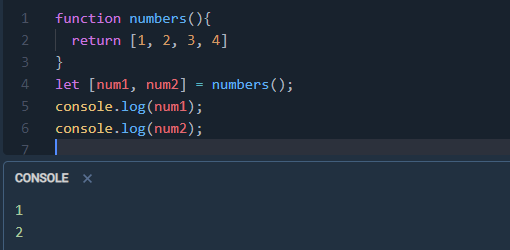 1 function numbers(){
2   return [1, 2, 3, 4]
3 }
4 let [num1, num2] = numbers();
5 console.log(num1);
6 console.log(num2);
7
CONSOLE ×
1
2